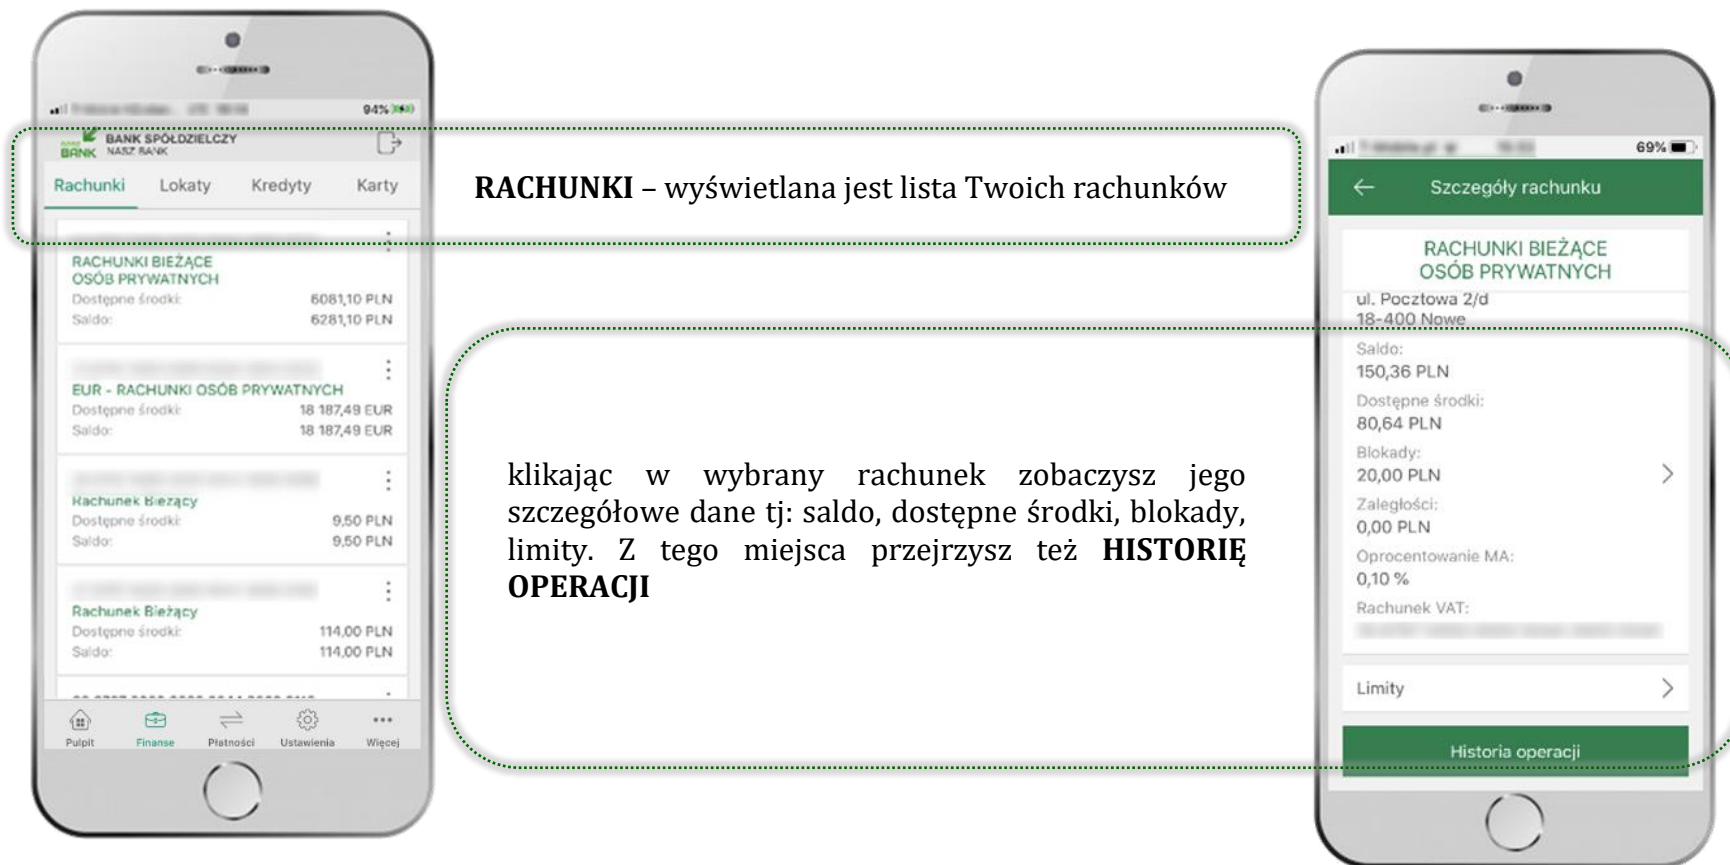 94%
BANK SPÓŁDZIELCZY
BANK NASZ BANK
Rachunki Lokaty Kredyty Karty
RACHUNKI BIEŻĄCE
OSÓB PRYWATNYCH
Dostępne środki: 6081,10 PLN
Saldo: 6281,10 PLN
EUR - RACHUNKI OSÓB PRYWATNYCH
Dostępne środki: 18 187,49 EUR
Saldo: 18 187,49 EUR
Rachunek Bieżący
Dostępne środki: 9,50 PLN
Saldo: 9,50 PLN
Rachunek Bieżący
Dostępne środki: 114,00 PLN
Saldo: 114,00 PLN
Pulpit Finanse Płatności Ustawienia Więcej
RACHUNKI – wyświetlana jest lista Twoich rachunków
klikając w wybrany rachunek zobaczysz jego
szczegółowe dane tj: saldo, dostępne środki, blokady,
limity. Z tego miejsca przejrzysz też HISTORIĘ
OPERACJI
69%
Szczegóły rachunku
RACHUNKI BIEŻĄCE
OSÓB PRYWATNYCH
ul. Pocztowa 2/d
18-400 Nowe
Saldo:
150,36 PLN
Dostępne środki:
80,64 PLN
Blokady:
20,00 PLN
Zaległości:
0,00 PLN
Oprocentowanie MA:
0,10 %
Rachunek VAT:
Limity
Historia operacji